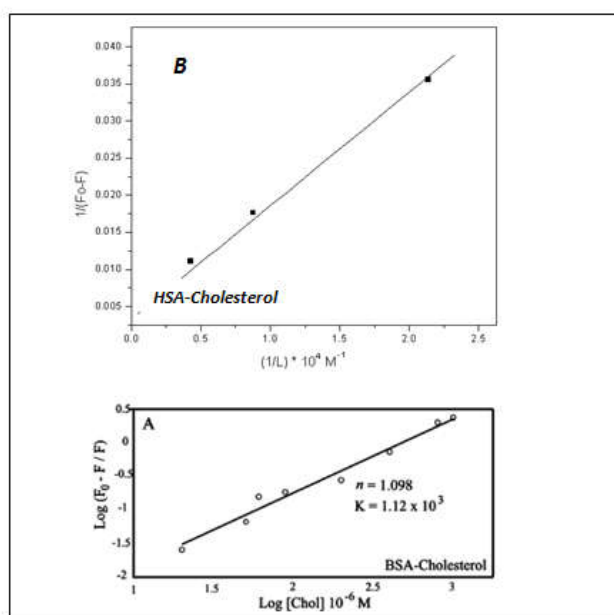 B
0.040
0.035
0.030
0.025
0.020
0.015
0.010
0.005
1/(Fo-F)
HSA-Cholesterol
0.0 0.5 1.0 1.5 2.0 2.5
(1/L) * 10⁴ M⁻¹
A
0.5
0
-0.5
-1
-1.5
-2
Log (F₀ - F / F)
n = 1.098
K = 1.12 x 10³
BSA-Cholesterol
1 1.5 2 2.5 3
Log [Chol] 10⁻⁶ M